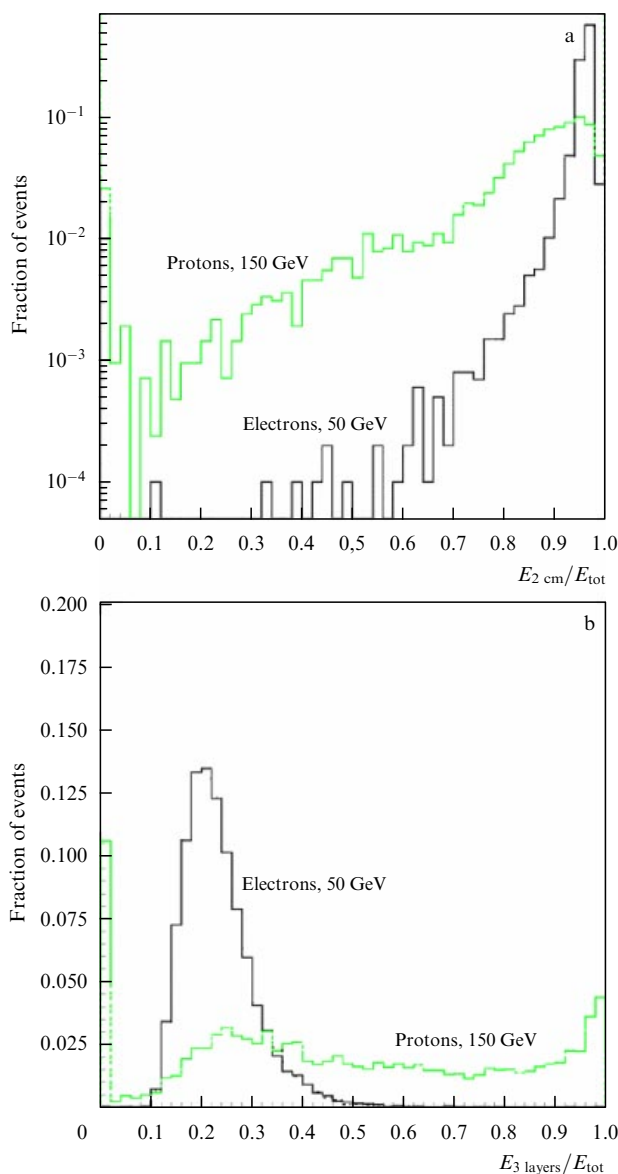 a
10⁻¹
10⁻²
10⁻³
10⁻⁴
Fraction of events
Protons, 150 GeV
Electrons, 50 GeV
0 0.1 0.2 0.3 0.4 0,5 0.6 0.7 0.8 0.9 1.0
E2 cm/Etot
b
0.200
0.175
0.150
0.125
0.100
0.075
0.050
0.025
Fraction of events
Electrons, 50 GeV
Protons, 150 GeV
0 0.1 0.2 0.3 0.4 0.5 0.6 0.7 0.8 0.9 1.0
E3 layers/Etot